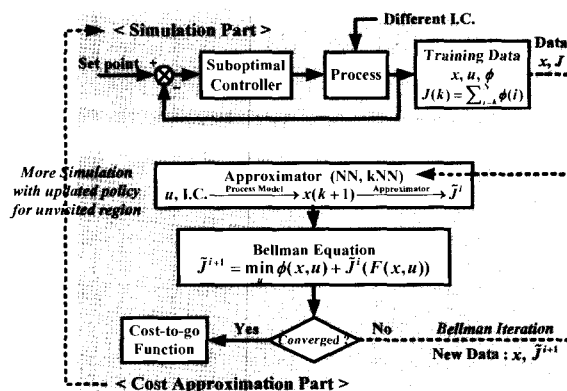 Different I.C.
< Simulation Part >
Set point
+
−
Suboptimal
Controller
Process
Training Data
x, u, ϕ
J(k) = ∑ ϕ(i)
Data
x, J
More Simulation
with updated policy
for unvisited region
Approximator (NN, kNN)
u, I.C. —Process Model→ x(k+1) —Approximator→ J̃^i
Bellman Equation
J̃^{i+1} = min_u ϕ(x,u) + J̃^i(F(x,u))
Cost-to-go
Function
Yes
Converged ?
No
Bellman Iteration
New Data : x, J̃^{i+1}
< Cost Approximation Part >